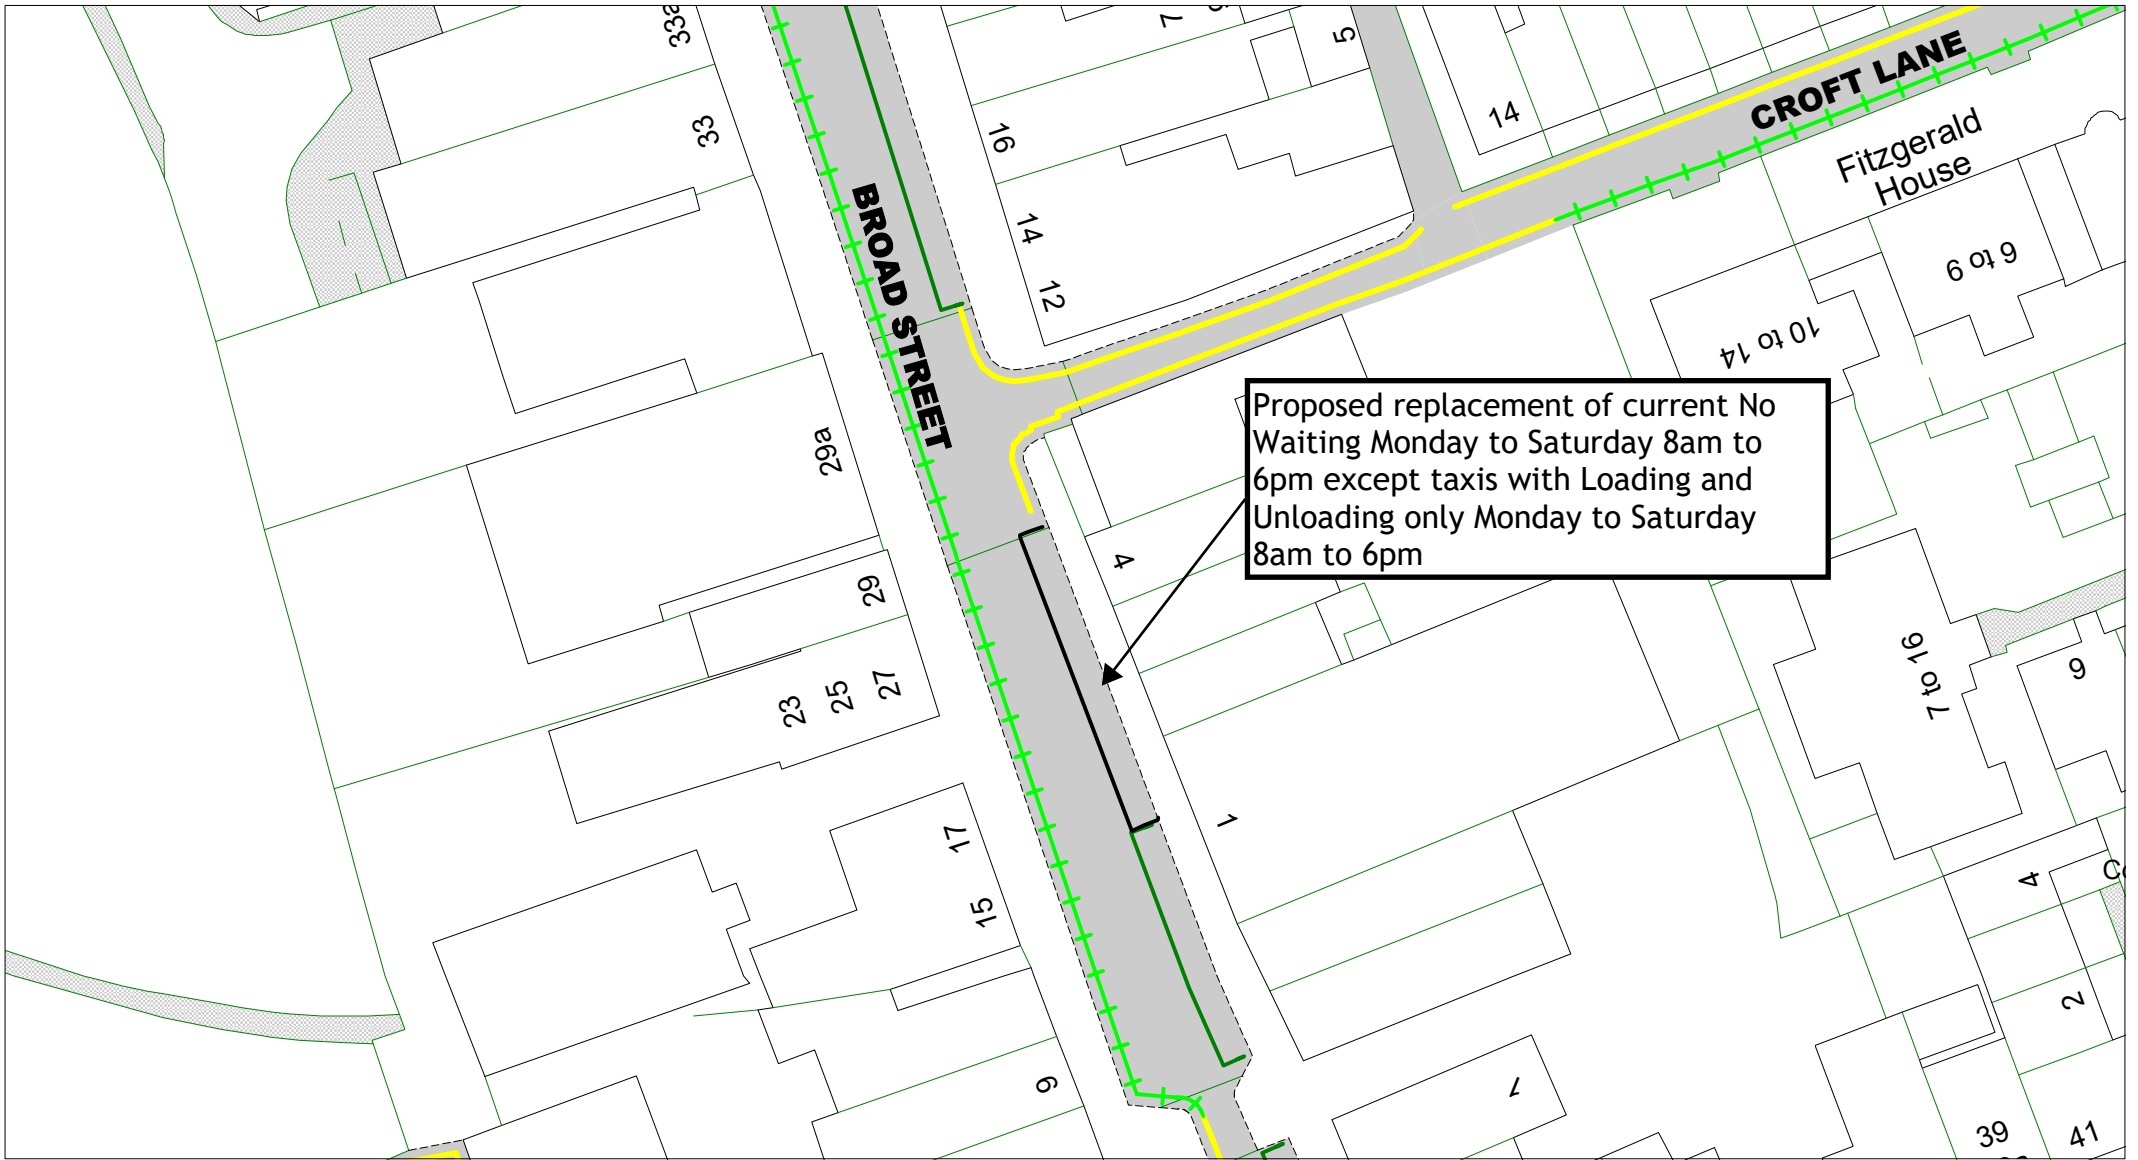 33a
7
5
33
16
14
CROFT LANE
Fitzgerald
House
BROAD STREET
14
12
6 to 9
10 to 14
29a
Proposed replacement of current No
Waiting Monday to Saturday 8am to
6pm except taxis with Loading and
Unloading only Monday to Saturday
8am to 6pm
4
29
27
25
23
7 to 16
9
17
1
15
4
2
9
7
39
41